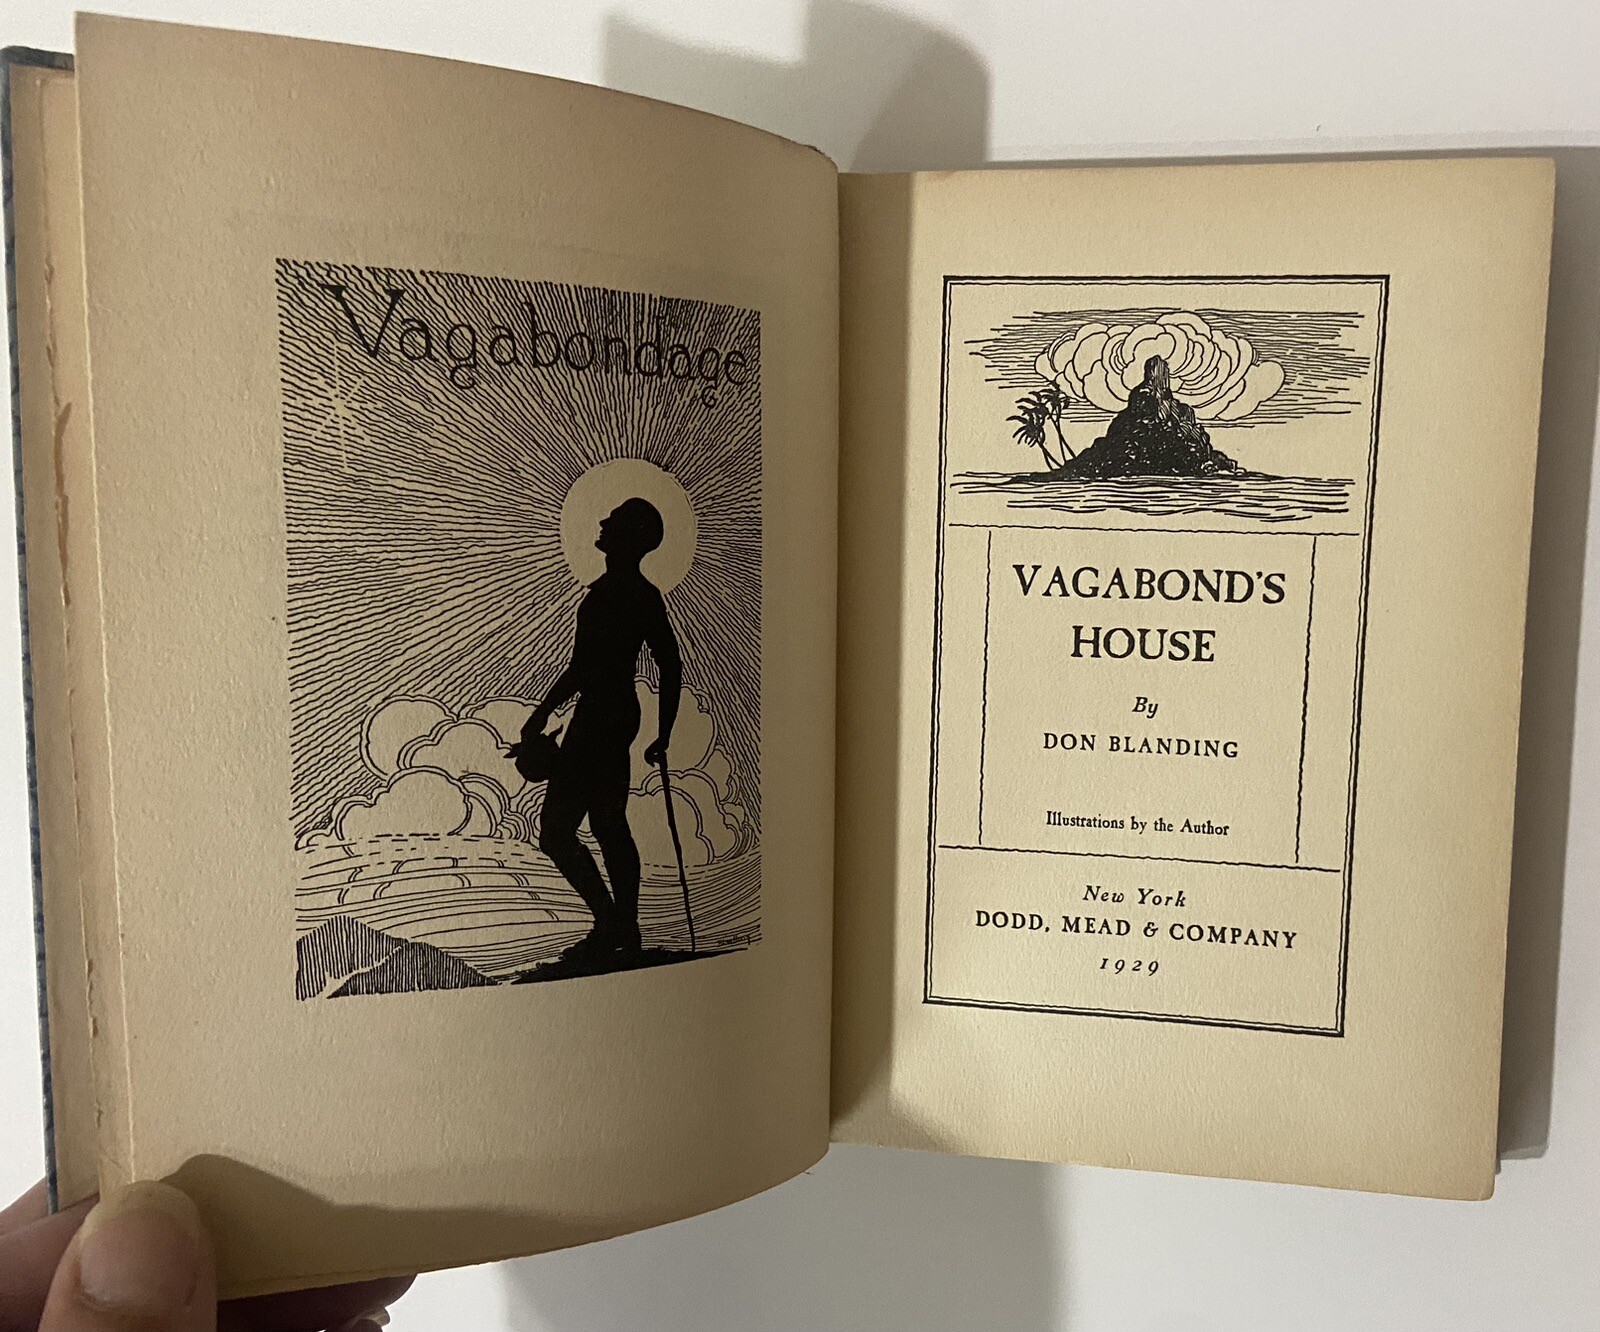 Vagabondage
VAGABOND'S
HOUSE
By
DON BLANDING
Illustrations by the Author
New York
DODD, MEAD & COMPANY
1929